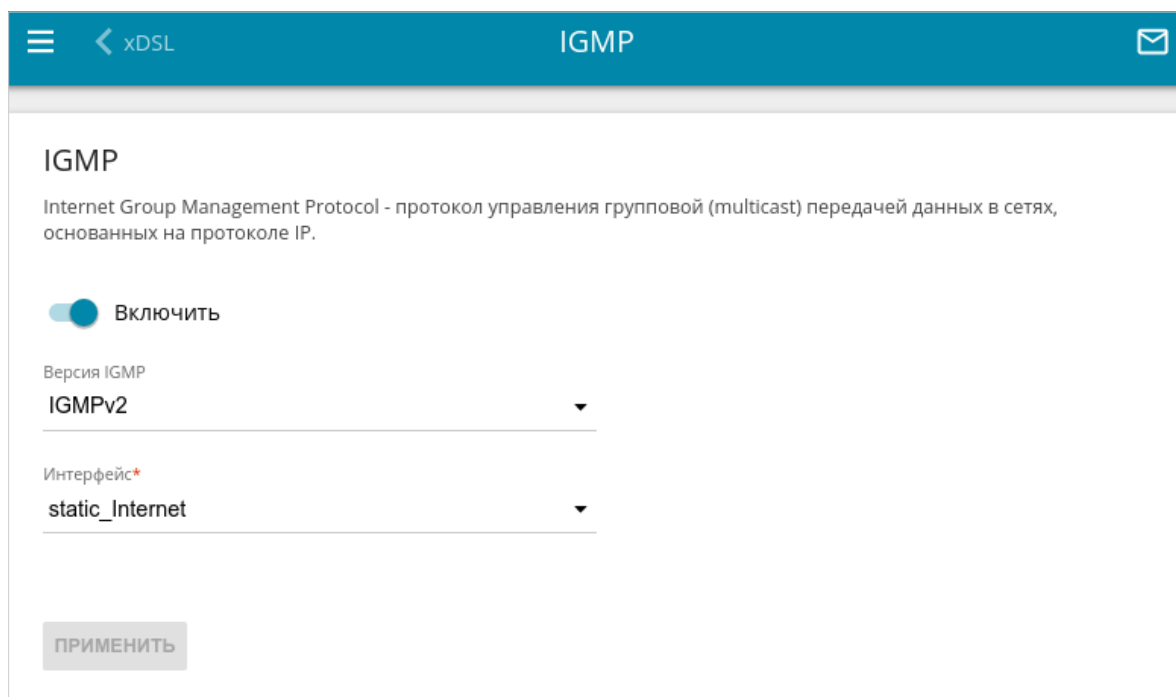 xDSL
IGMP
IGMP
Internet Group Management Protocol - протокол управления групповой (multicast) передачей данных в сетях,
основанных на протоколе IP.
Включить
Версия IGMP
IGMPv2
Интерфейс*
static_Internet
ПРИМЕНИТЬ